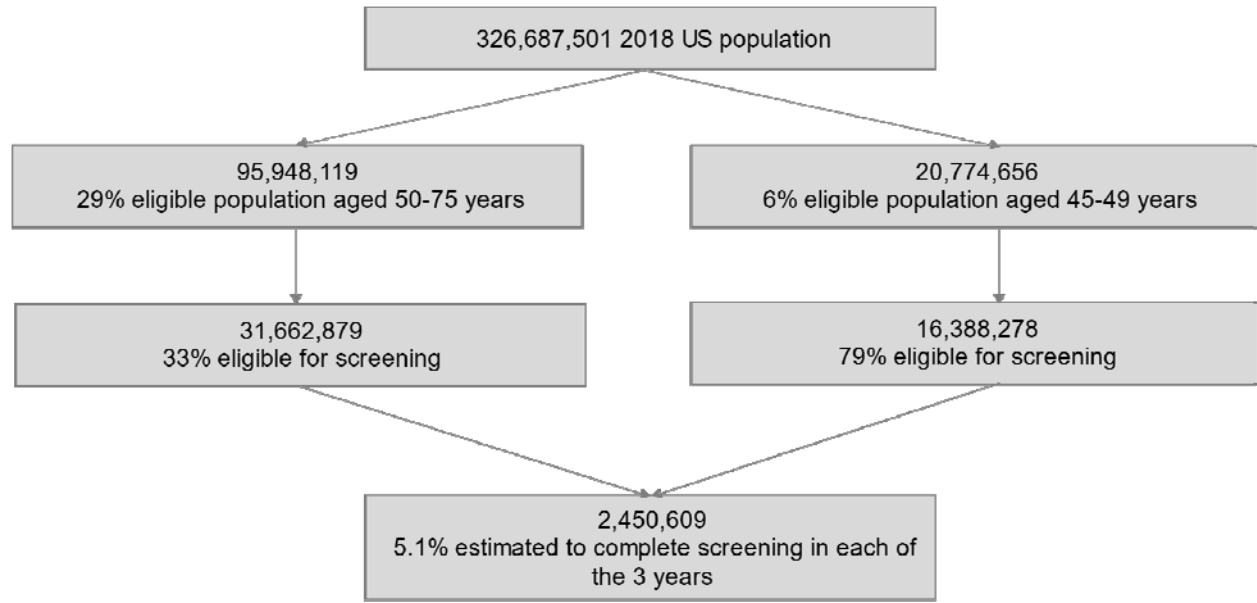 326,687,501 2018 US population
95,948,119
29% eligible population aged 50-75 years
20,774,656
6% eligible population aged 45-49 years
31,662,879
33% eligible for screening
16,388,278
79% eligible for screening
2,450,609
5.1% estimated to complete screening in each of
the 3 years